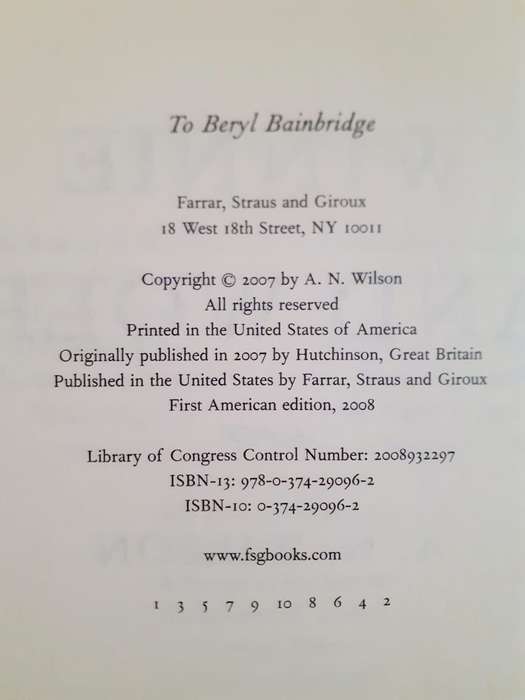 To Beryl Bainbridge
Farrar, Straus and Giroux
18 West 18th Street, NY 10011
Copyright © 2007 by A. N. Wilson
All rights reserved
Printed in the United States of America
Originally published in 2007 by Hutchinson, Great Britain
Published in the United States by Farrar, Straus and Giroux
First American edition, 2008
Library of Congress Control Number: 2008932297
ISBN-13: 978-0-374-29096-2
ISBN-10: 0-374-29096-2
www.fsgbooks.com
1 3 5 7 9 10 8 6 4 2